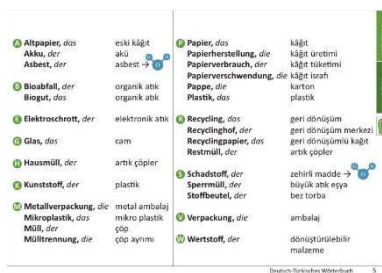 A Altpapier, das eski kâğıt
Akku, der akü
Asbest, der asbest →
B Bioabfall, der organik atık
Biogut, das organik atık
E Elektroschrott, der elektronik atık
G Glas, das cam
H Hausmüll, der artık çöpler
K Kunststoff, der plastik
M Metallverpackung, die metal ambalaj
Mikroplastik, das mikro plastik
Müll, der çöp
Mülltrennung, die çöp ayrımı
P Papier, das kâğıt
Papierherstellung, die kâğıt üretimi
Papierverbrauch, der kâğıt tüketimi
Papierverschwendung, die kâğıt israfı
Pappe, die karton
Plastik, das plastik
R Recycling, das geri dönüşüm
Recyclinghof, der geri dönüşüm merkezi
Recyclingpapier, das geri dönüşümlü kağıt
Restmüll, der artık çöpler
S Schadstoff, der zehirli madde →
Sperrmüll, der büyük atık eşya
Stoffbeutel, der bez torba
V Verpackung, die ambalaj
W Wertstoff, der dönüştürülebilir
malzeme
Deutsch-Türkisches Wörterbuch 5